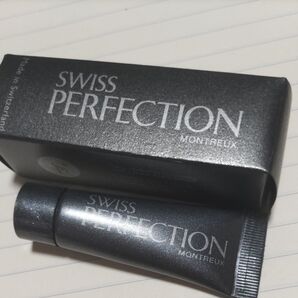 Made in Switzerland
SWISS
PERFECTION
MONTREUX
SWISS
PERFECTION
MONTREUX